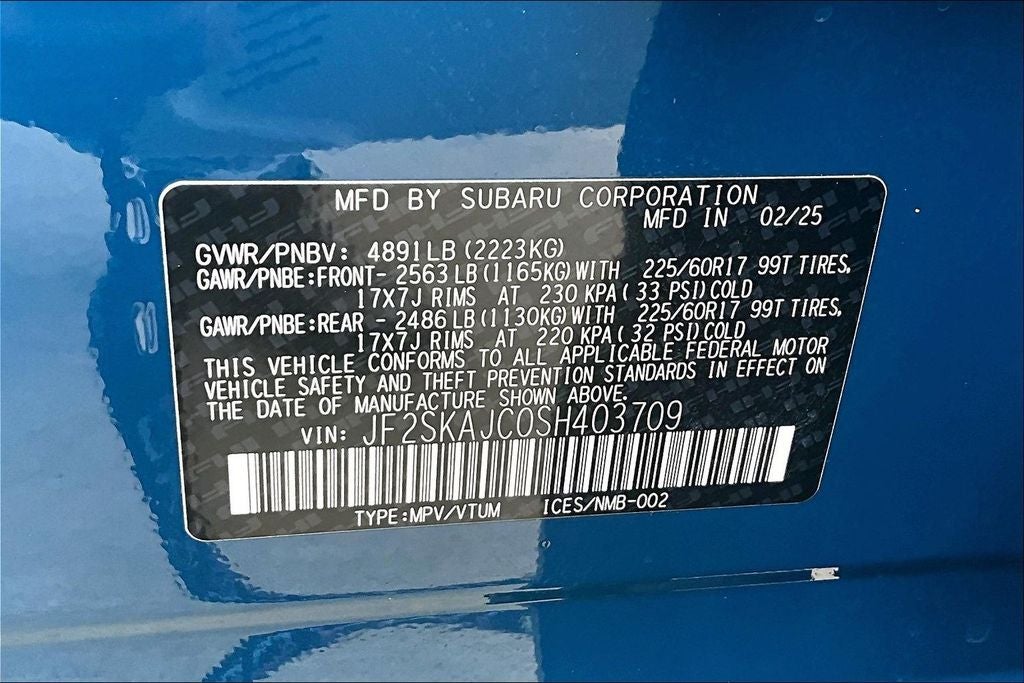 MFD BY SUBARU CORPORATION
MFD IN 02/25
GVWR/PNBV: 4891LB (2223KG)
GAWR/PNBE:FRONT- 2563 LB (1165KG) WITH 225/60R17 99T TIRES,
17X7J RIMS AT 230 KPA ( 33 PSI) COLD
GAWR/PNBE:REAR - 2486 LB (1130KG) WITH 225/60R17 99T TIRES,
17X7J RIMS AT 220 KPA ( 32 PSI) COLD
THIS VEHICLE CONFORMS TO ALL APPLICABLE FEDERAL MOTOR
VEHICLE SAFETY AND THEFT PREVENTION STANDARDS IN EFFECT ON
THE DATE OF MANUFACTURE SHOWN ABOVE.
VIN: JF2SKAJC0SH403709
TYPE:MPV/VTUM ICES/NMB-002